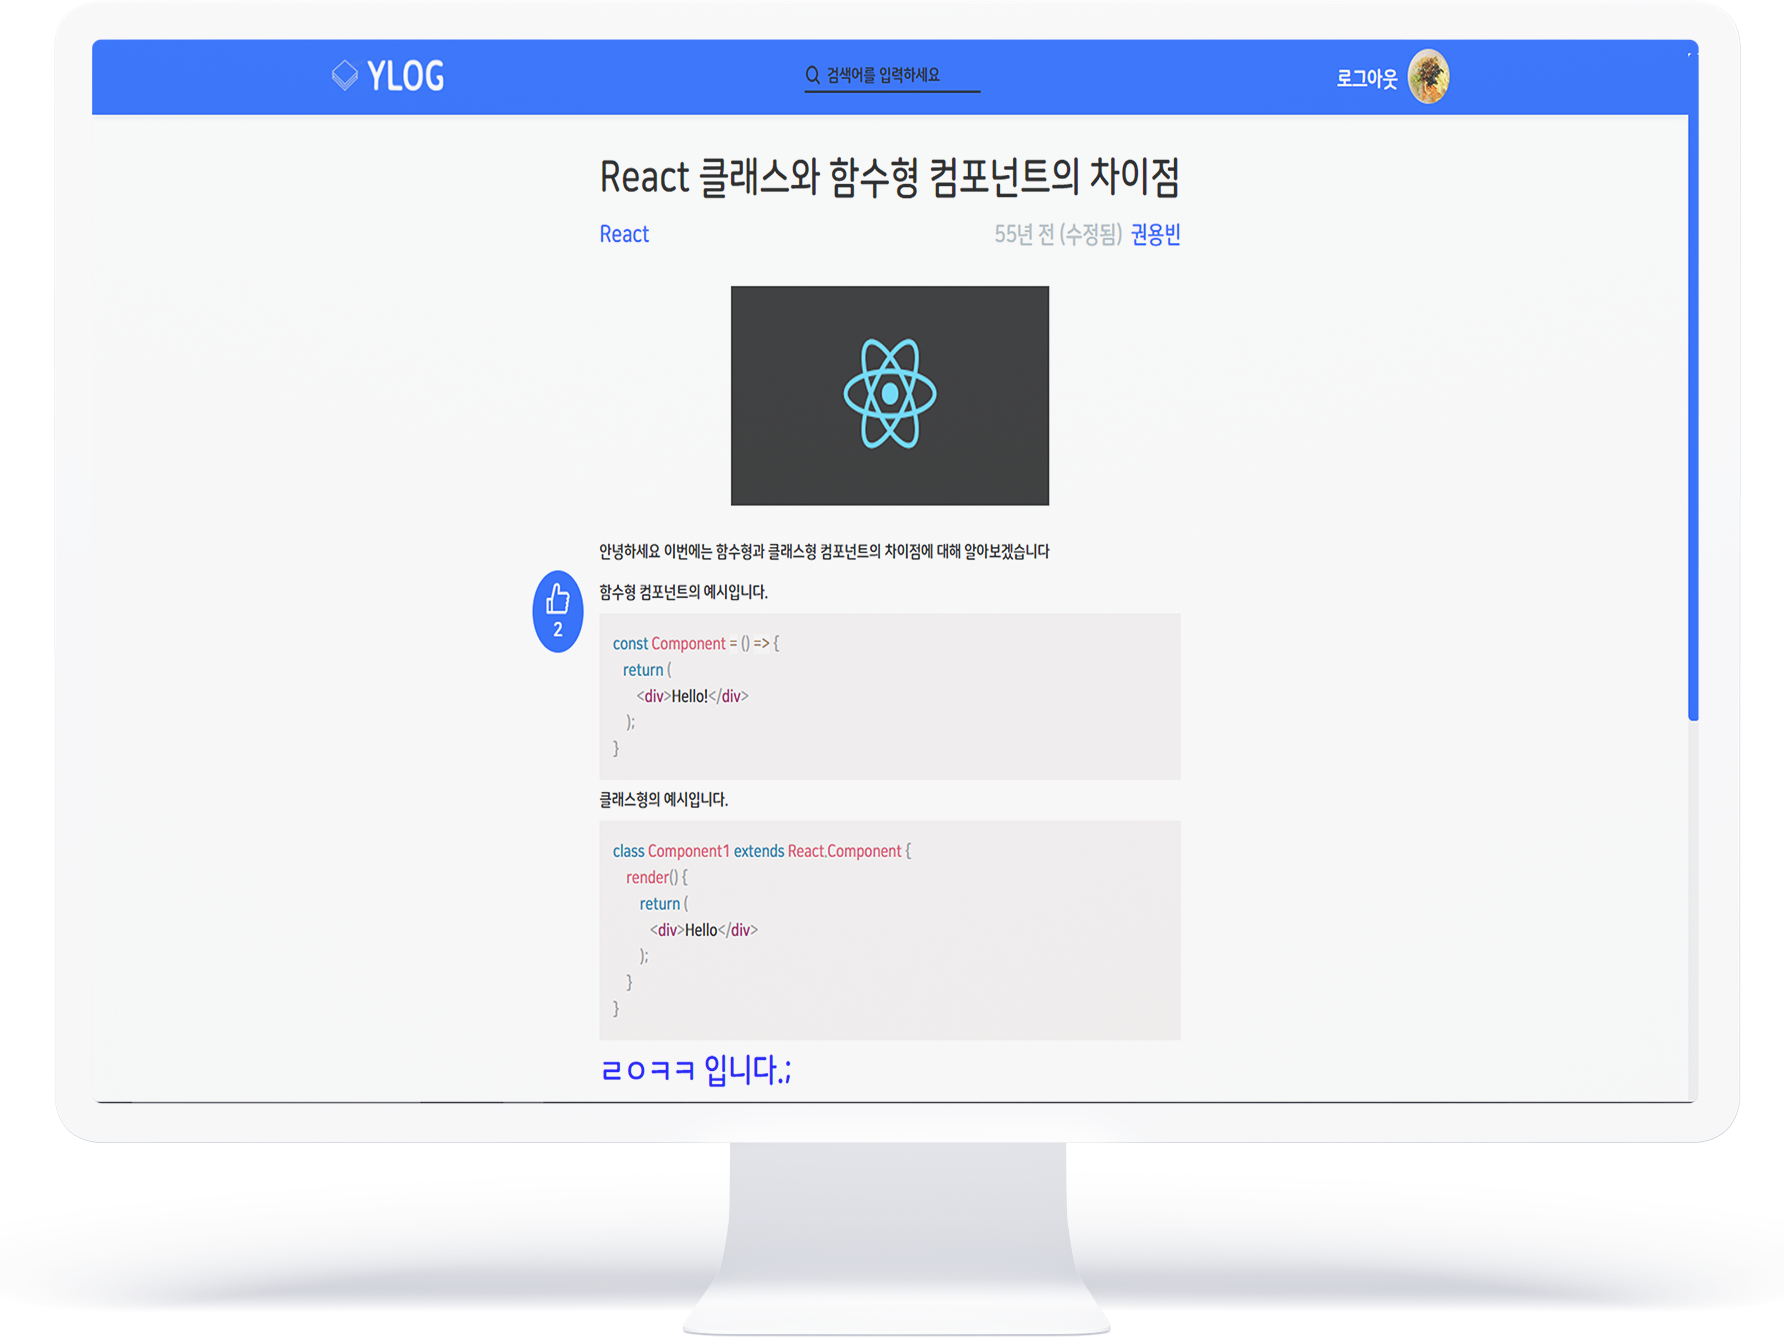 YLOG
검색어를 입력하세요
로그아웃
React 클래스와 함수형 컴포넌트의 차이점
React
55년 전 (수정됨) 권용빈
안녕하세요 이번에는 함수형과 클래스형 컴포넌트의 차이점에 대해 알아보겠습니다
함수형 컴포넌트의 예시입니다.
2
const Component = () => {
return (
<div>Hello!</div>
);
}
클래스형의 예시입니다.
class Component1 extends React.Component {
render() {
return (
<div>Hello</div>
);
}
}
ㄹㅇㅋㅋ 입니다.;